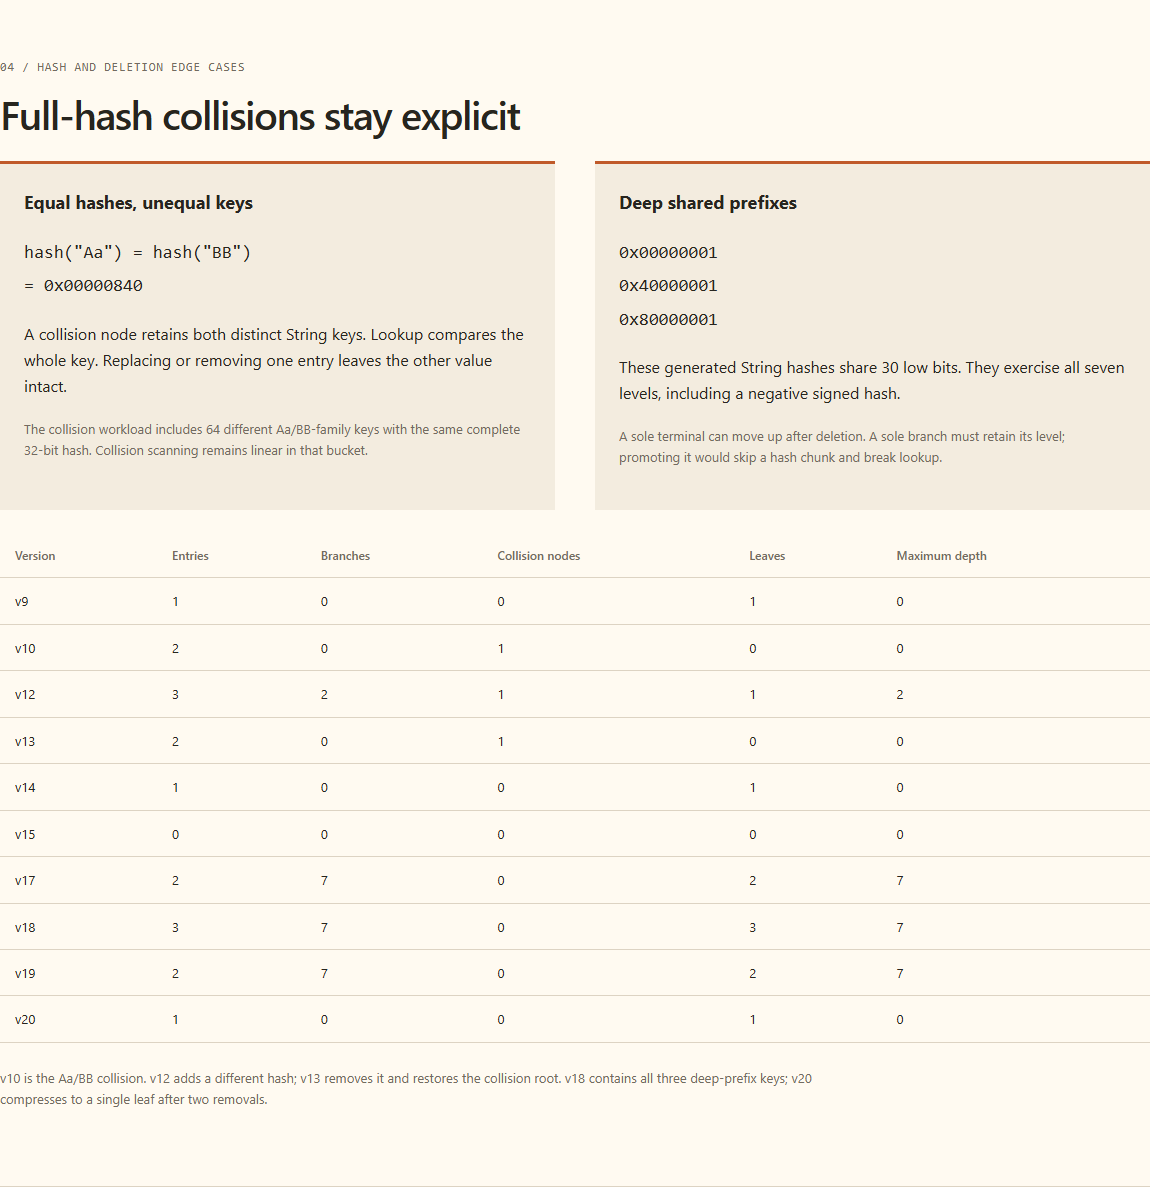 04 / HASH AND DELETION EDGE CASES
Full-hash collisions stay explicit
Equal hashes, unequal keys
hash("Aa") = hash("BB")
= 0x00000840
A collision node retains both distinct String keys. Lookup compares the
whole key. Replacing or removing one entry leaves the other value
intact.
The collision workload includes 64 different Aa/BB-family keys with the same complete
32-bit hash. Collision scanning remains linear in that bucket.
Deep shared prefixes
0x00000001
0x40000001
0x80000001
These generated String hashes share 30 low bits. They exercise all seven
levels, including a negative signed hash.
A sole terminal can move up after deletion. A sole branch must retain its level;
promoting it would skip a hash chunk and break lookup.
Version Entries Branches Collision nodes Leaves Maximum depth
v9 1 0 0 1 0
v10 2 0 1 0 0
v12 3 2 1 1 2
v13 2 0 1 0 0
v14 1 0 0 1 0
v15 0 0 0 0 0
v17 2 7 0 2 7
v18 3 7 0 3 7
v19 2 7 0 2 7
v20 1 0 0 1 0
v10 is the Aa/BB collision. v12 adds a different hash; v13 removes it and restores the collision root. v18 contains all three deep-prefix keys; v20
compresses to a single leaf after two removals.